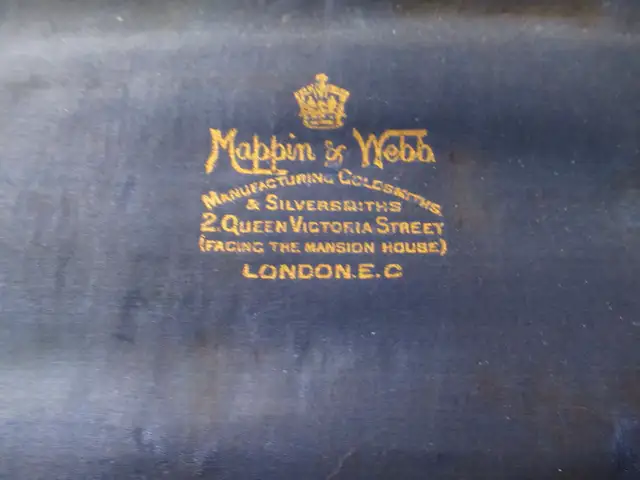 Mappin & Webb
MANUFACTURING GOLDSMITHS,
& SILVERSMITHS
2. QUEEN VICTORIA STREET
(FACING THE MANSION HOUSE)
LONDON. E. C